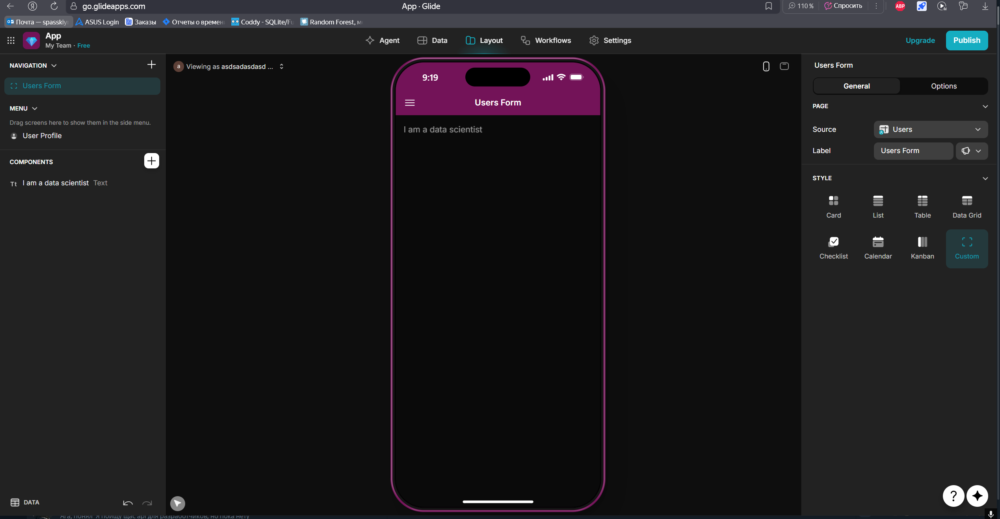 go.glideapps.com
App · Glide
110 %
Спросить
ABP
Почта — spasskiy
ASUS Login
Заказы
Отчеты о времен
Coddy - SQLite/Fu
Random Forest, м
App
My Team · Free
Agent
Data
Layout
Workflows
Settings
Upgrade
Publish
NAVIGATION
Users Form
MENU
Drag screens here to show them in the side menu.
User Profile
COMPONENTS
Tt I am a data scientist Text
DATA
a Viewing as asdsadasdasd ...
9:19
Users Form
I am a data scientist
Users Form
General
Options
PAGE
Source
Users
Label
Users Form
STYLE
Card
List
Table
Data Grid
Checklist
Calendar
Kanban
Custom
?
Ага, понял Я поищу щас api для разработчиков, но пока нету